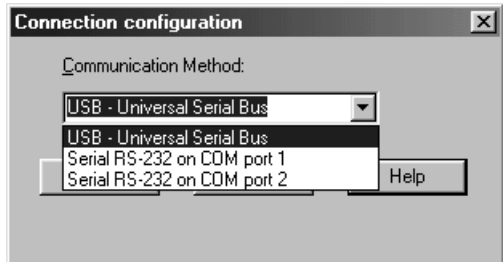 Connection configuration
Communication Method:
USB - Universal Serial Bus
USB - Universal Serial Bus
Serial RS-232 on COM port 1
Serial RS-232 on COM port 2
Help